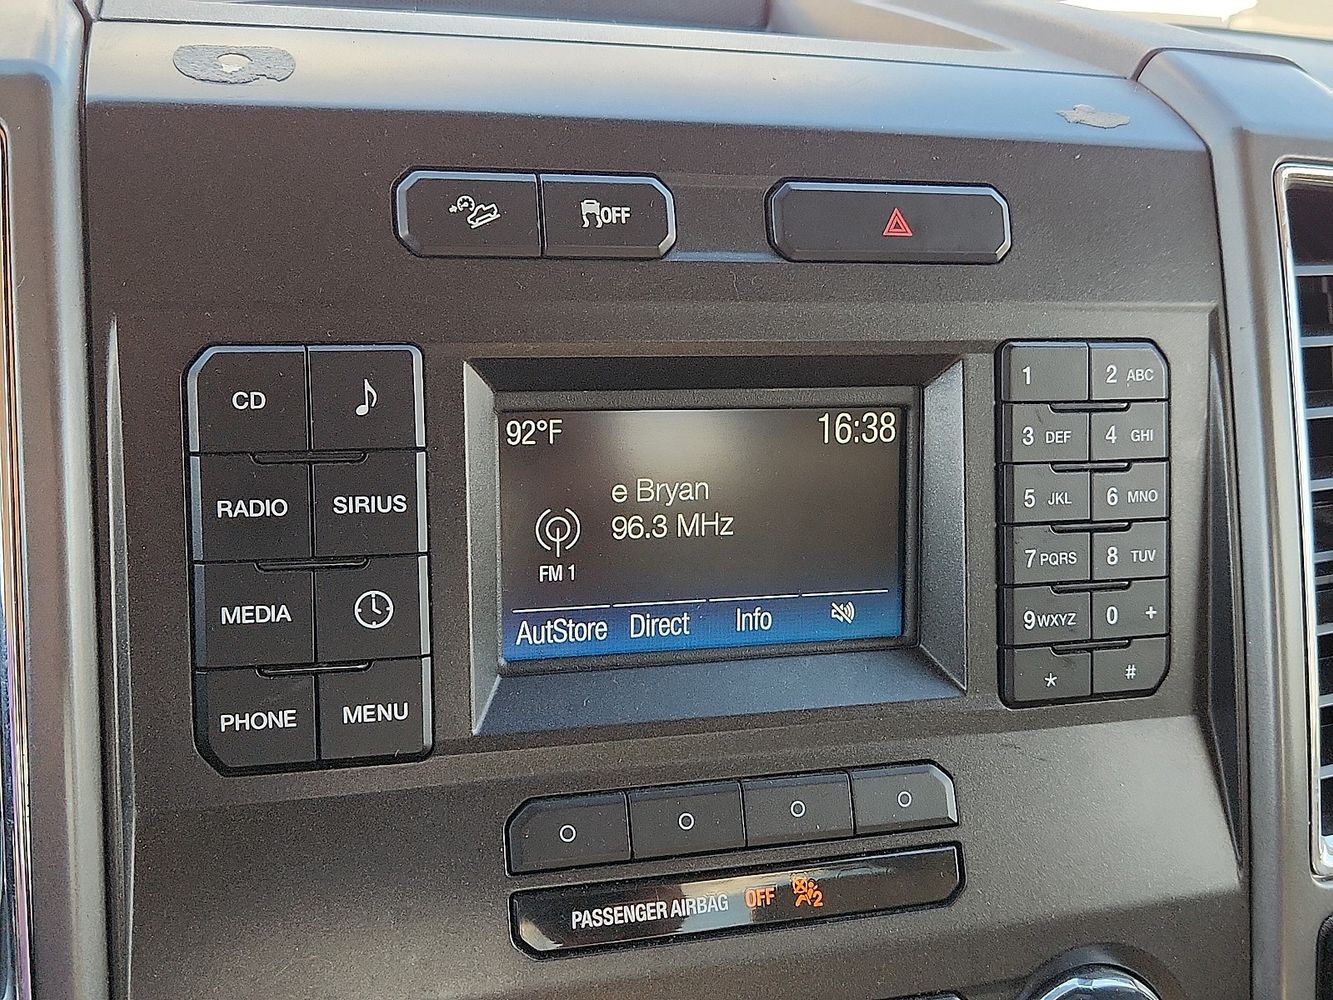 OFF
CD
RADIO SIRIUS
MEDIA
PHONE MENU
92°F 16:38
e Bryan
96.3 MHz
FM 1
AutStore Direct Info
1 2 ABC
3 DEF 4 GHI
5 JKL 6 MNO
7 PQRS 8 TUV
9 WXYZ 0 +
* #
PASSENGER AIRBAG OFF 2